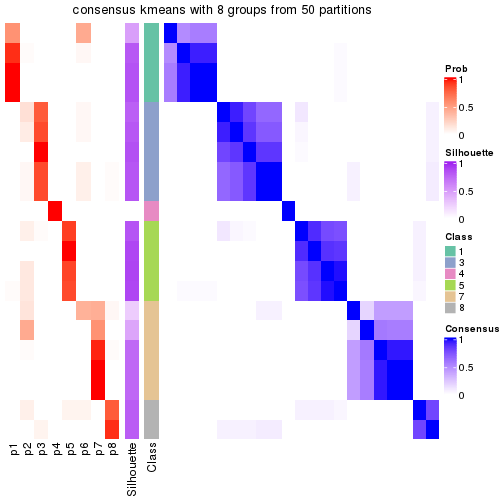 consensus kmeans with 8 groups from 50 partitions
Prob
1
0.5
0
Silhouette
1
0.5
0
Class
1
3
4
5
7
8
Consensus
1
0.5
0
p1
p2
p3
p4
p5
p6
p7
p8
Silhouette
Class